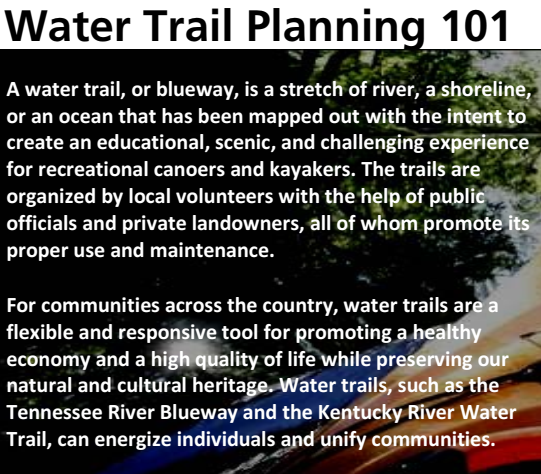 Water Trail Planning 101
A water trail, or blueway, is a stretch of river, a shoreline,
or an ocean that has been mapped out with the intent to
create an educational, scenic, and challenging experience
for recreational canoers and kayakers. The trails are
organized by local volunteers with the help of public
officials and private landowners, all of whom promote its
proper use and maintenance.
For communities across the country, water trails are a
flexible and responsive tool for promoting a healthy
economy and a high quality of life while preserving our
natural and cultural heritage. Water trails, such as the
Tennessee River Blueway and the Kentucky River Water
Trail, can energize individuals and unify communities.